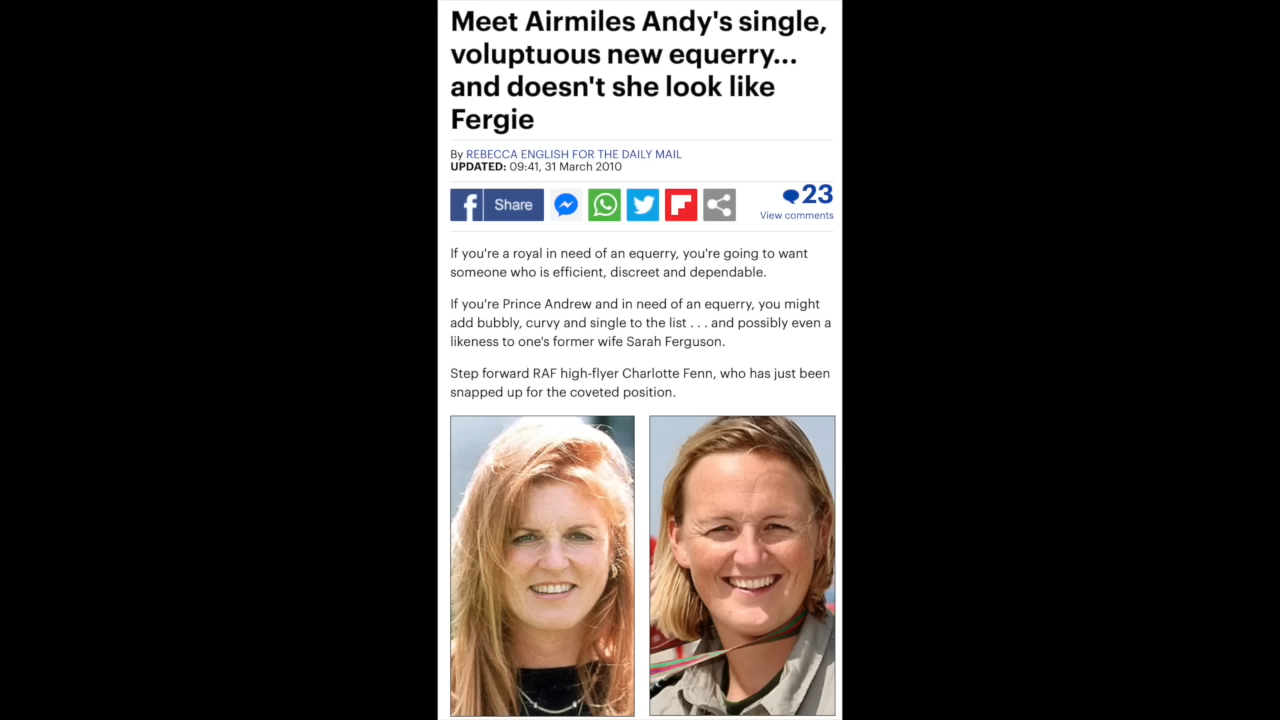 Meet Airmiles Andy's single,
voluptuous new equerry...
and doesn't she look like
Fergie
By REBECCA ENGLISH FOR THE DAILY MAIL
UPDATED: 09:41, 31 March 2010
f Share
23
View comments
If you're a royal in need of an equerry, you're going to want
someone who is efficient, discreet and dependable.
If you're Prince Andrew and in need of an equerry, you might
add bubbly, curvy and single to the list . . . and possibly even a
likeness to one's former wife Sarah Ferguson.
Step forward RAF high-flyer Charlotte Fenn, who has just been
snapped up for the coveted position.